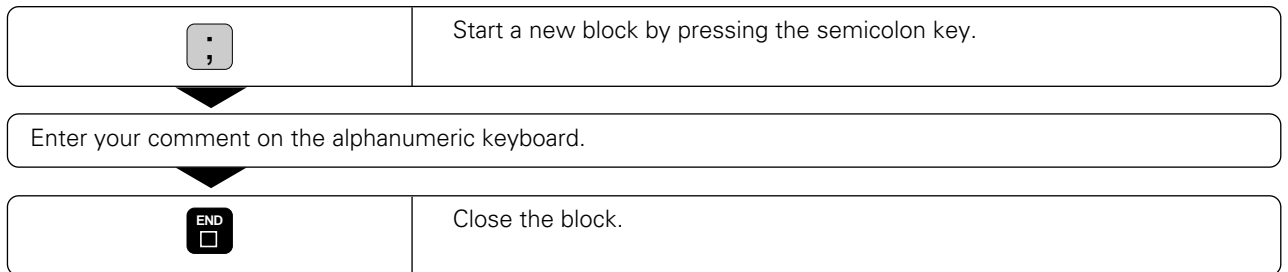 ;
Start a new block by pressing the semicolon key.
Enter your comment on the alphanumeric keyboard.
END
Close the block.